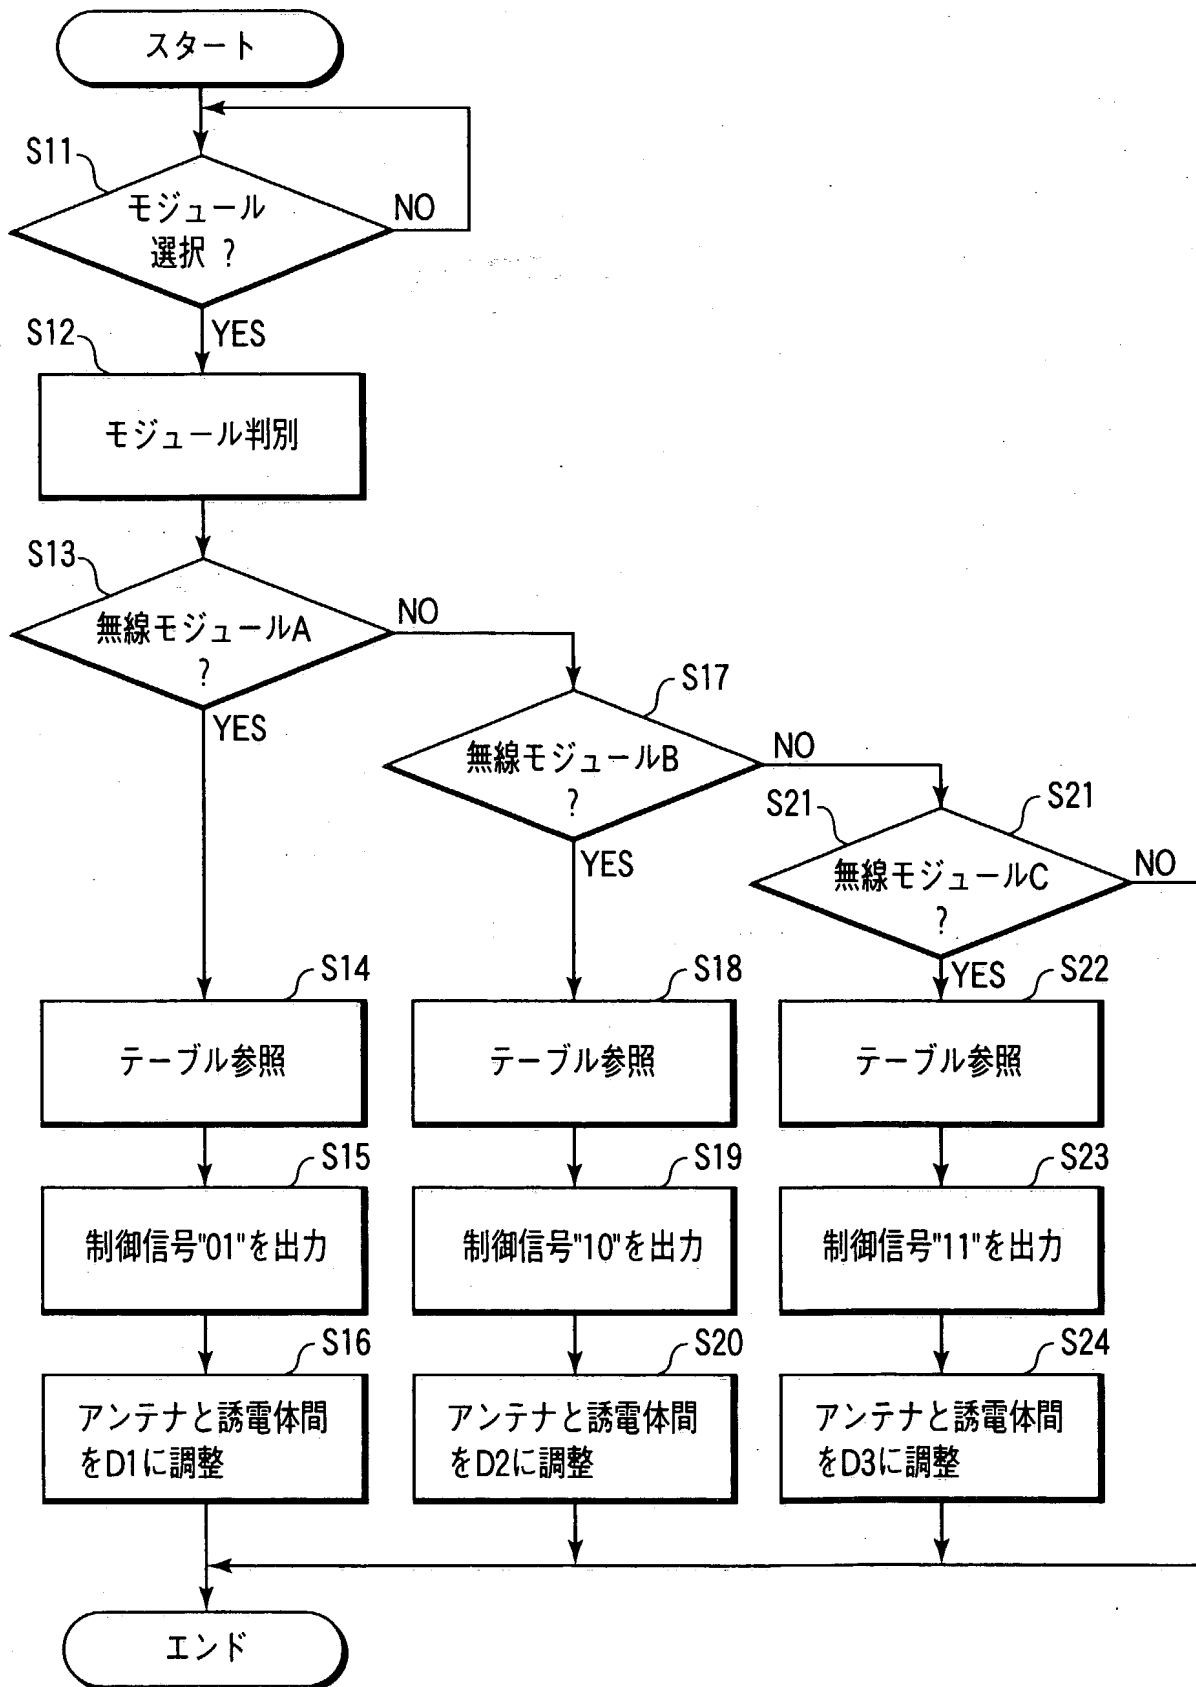 スタート
S11
モジュール
選択 ?
NO
YES
S12
モジュール判別
S13
無線モジュールA
?
NO
YES
S17
無線モジュールB
?
NO
YES
S21
S21
無線モジュールC
?
NO
YES
S14
テーブル参照
S18
テーブル参照
S22
テーブル参照
S15
制御信号"01"を出力
S19
制御信号"10"を出力
S23
制御信号"11"を出力
S16
アンテナと誘電体間
をD1に調整
S20
アンテナと誘電体間
をD2に調整
S24
アンテナと誘電体間
をD3に調整
エンド